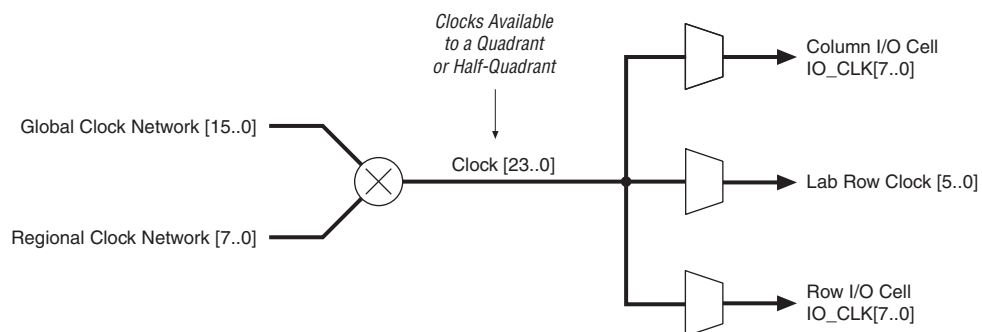 Clocks Available
to a Quadrant
or Half-Quadrant
Column I/O Cell
IO_CLK[7..0]
Global Clock Network [15..0]
Clock [23..0]
Lab Row Clock [5..0]
Regional Clock Network [7..0]
Row I/O Cell
IO_CLK[7..0]